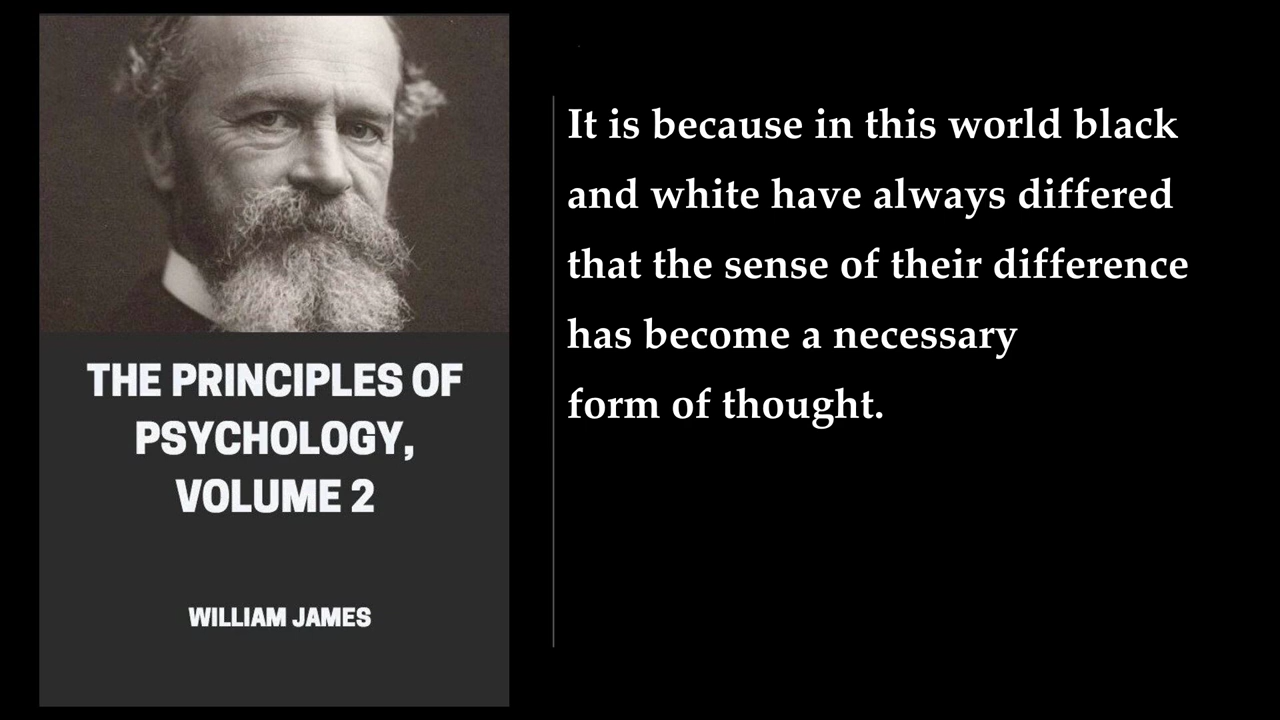 THE PRINCIPLES OF
PSYCHOLOGY,
VOLUME 2
WILLIAM JAMES
It is because in this world black
and white have always differed
that the sense of their difference
has become a necessary
form of thought.